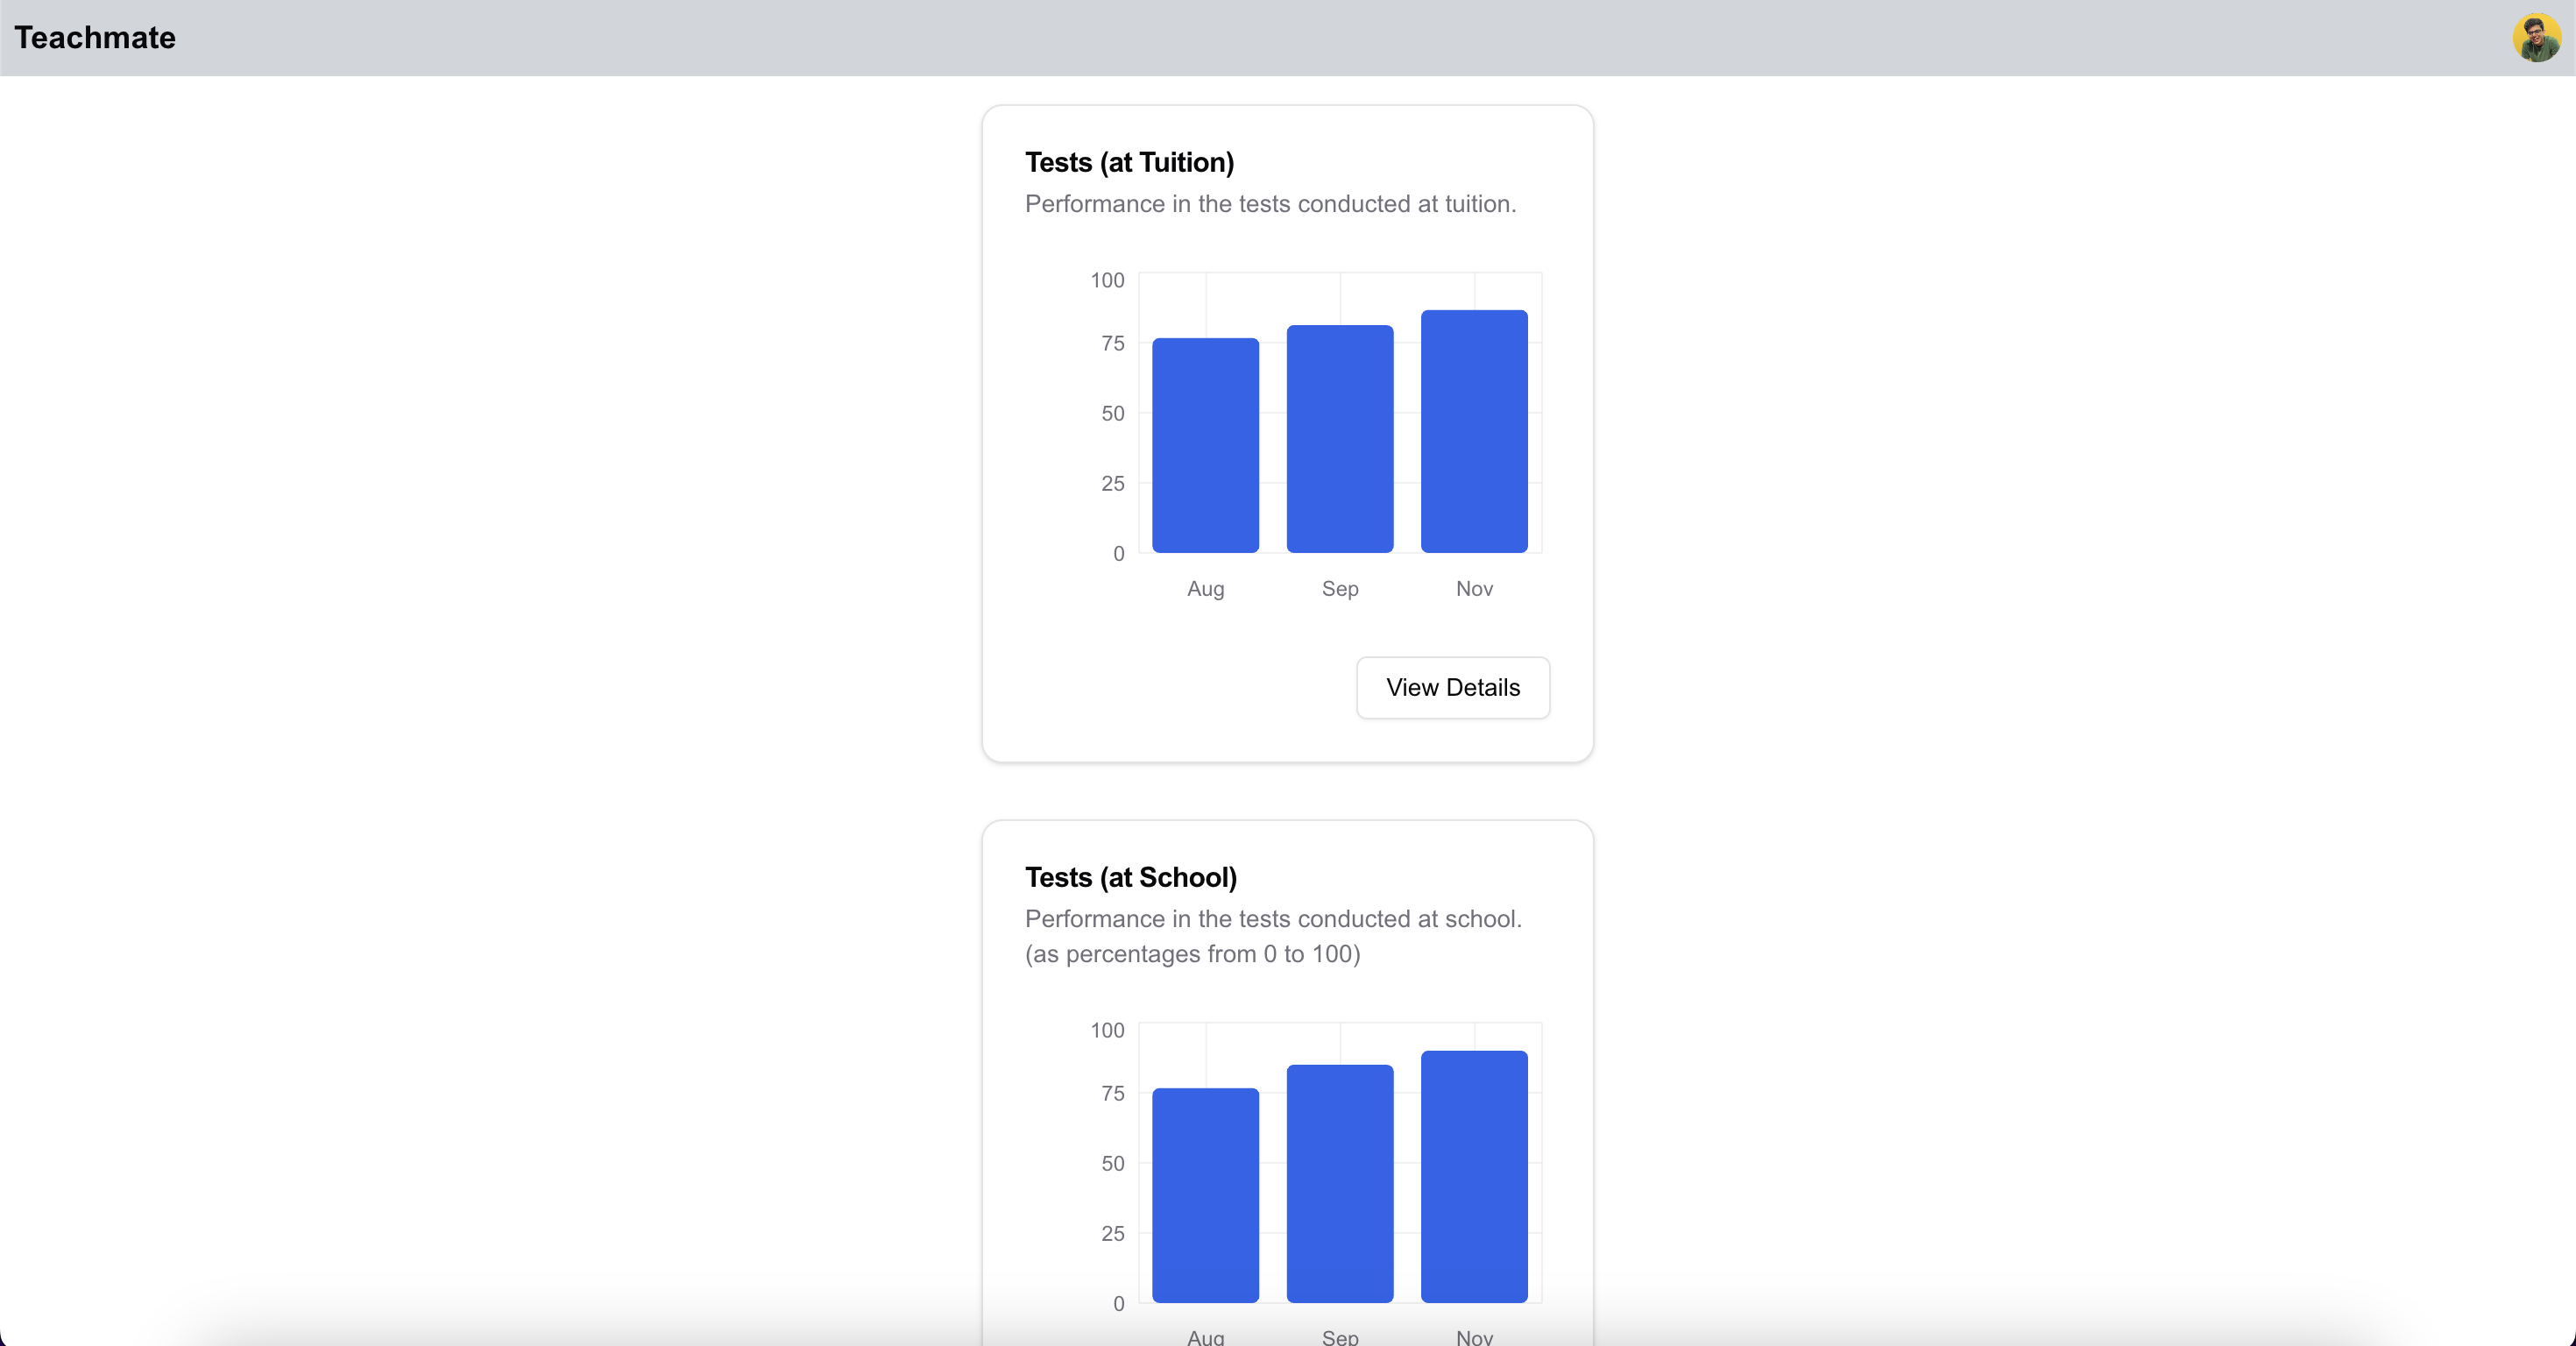 Teachmate
Tests (at Tuition)
Performance in the tests conducted at tuition.
100
75
50
25
0
Aug Sep Nov
View Details
Tests (at School)
Performance in the tests conducted at school.
(as percentages from 0 to 100)
100
75
50
25
0
Aug Sep Nov